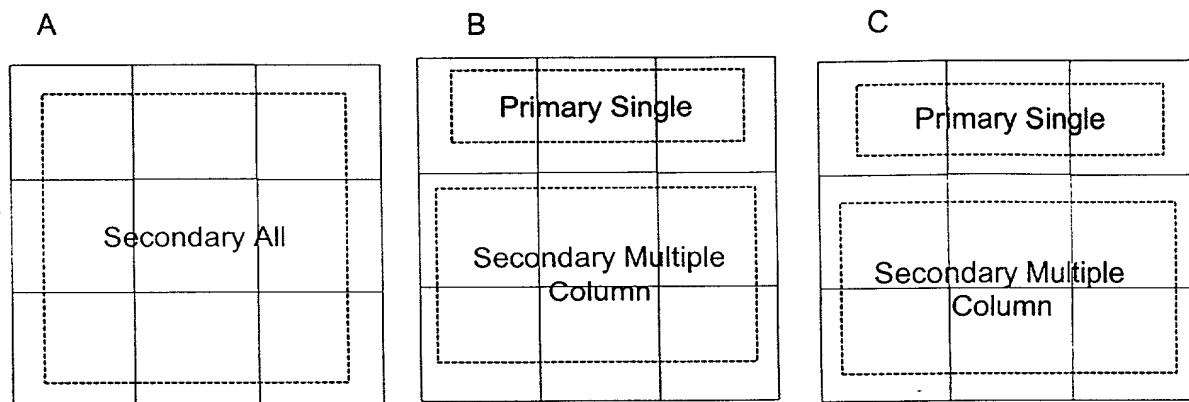 A
B
C
Secondary All
Primary Single
Secondary Multiple
Column
Primary Single
Secondary Multiple
Column